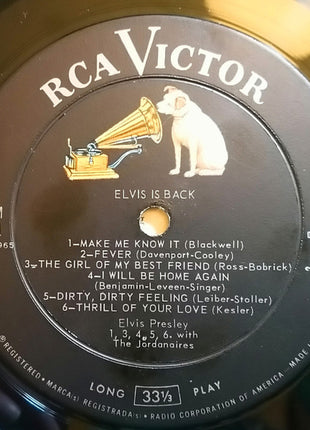 RCA VICTOR
ELVIS IS BACK
1—MAKE ME KNOW IT (Blackwell)
2—FEVER (Davenport-Cooley)
3—THE GIRL OF MY BEST FRIEND (Ross-Bobrick)
4—I WILL BE HOME AGAIN
(Benjamin-Leveen-Singer)
5—DIRTY, DIRTY FEELING (Leiber-Stoller)
6—THRILL OF YOUR LOVE (Kesler)
Elvis Presley
1, 3, 4, 5, 6. with
The Jordanaires
LONG 33⅓ PLAY
® REGISTERED • MARCA(S) REGISTRADA(S) • RADIO CORPORATION OF AMERICA • MADE